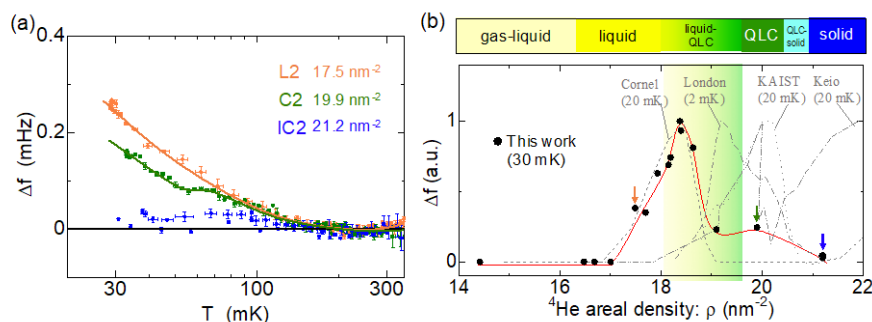 (a)
0.4
0.2
0
Δf (mHz)
L2 17.5 nm-2
C2 19.9 nm-2
IC2 21.2 nm-2
30 100 300
T (mK)
(b)
gas-liquid
liquid
liquid-
QLC
QLC
QLC-
solid
solid
Cornel
(20 mK)
London
(2 mK)
KAIST
(20 mK)
Keio
(20 mK)
This work
(30 mK)
1
0
Δf (a.u.)
14 16 18 20 22
4He areal density: ρ (nm-2)